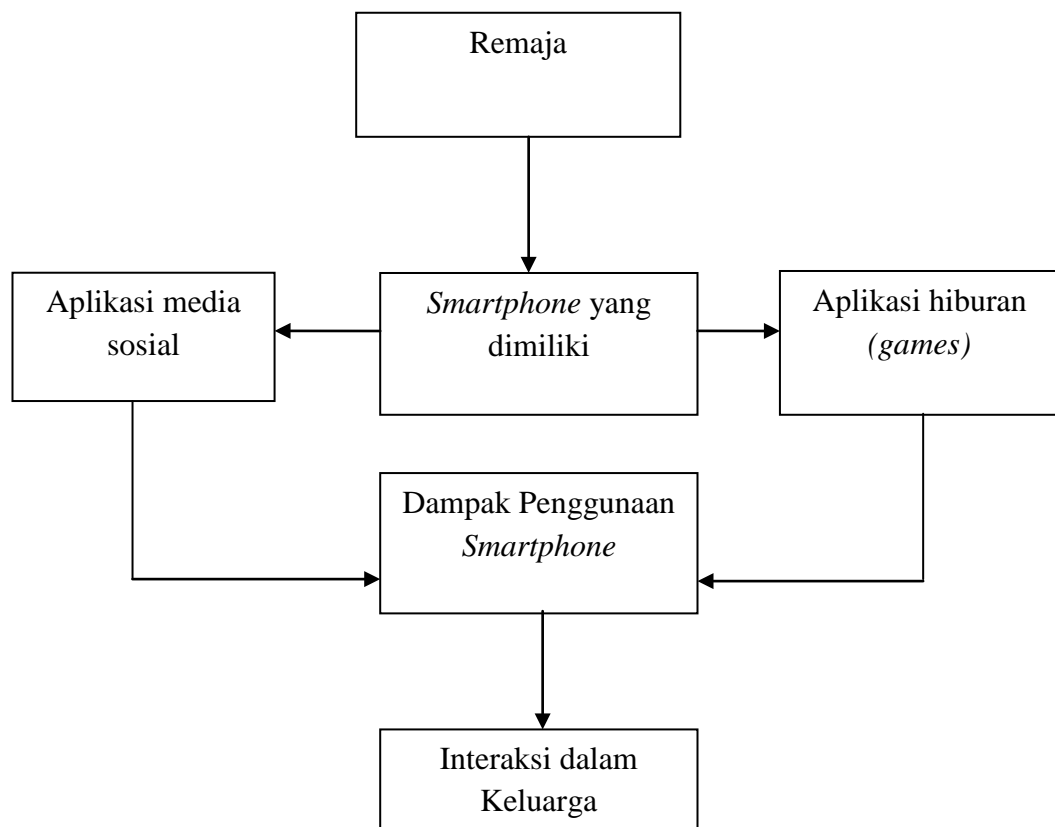 Remaja
Aplikasi media
sosial
Smartphone yang
dimiliki
Aplikasi hiburan
(games)
Dampak Penggunaan
Smartphone
Interaksi dalam
Keluarga